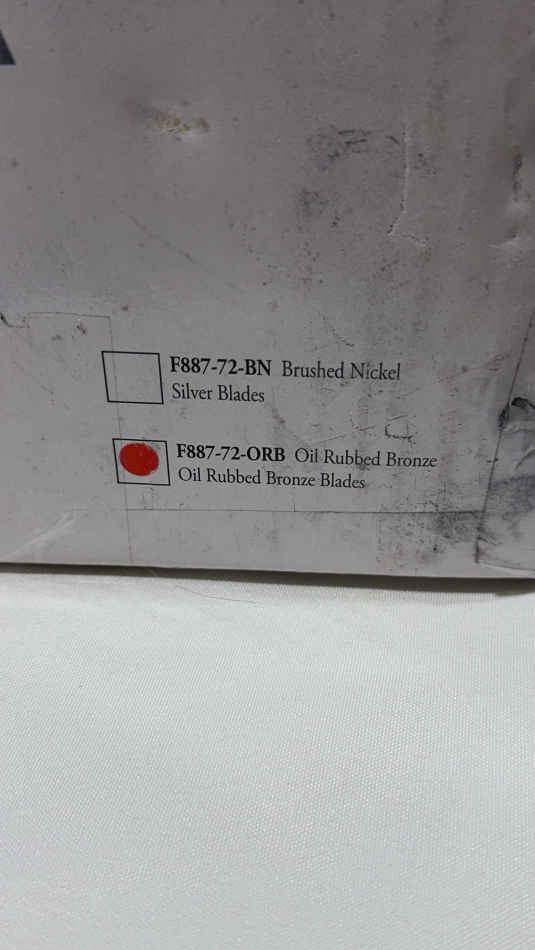 F887-72-BN Brushed Nickel
Silver Blades
F887-72-ORB Oil Rubbed Bronze
Oil Rubbed Bronze Blades